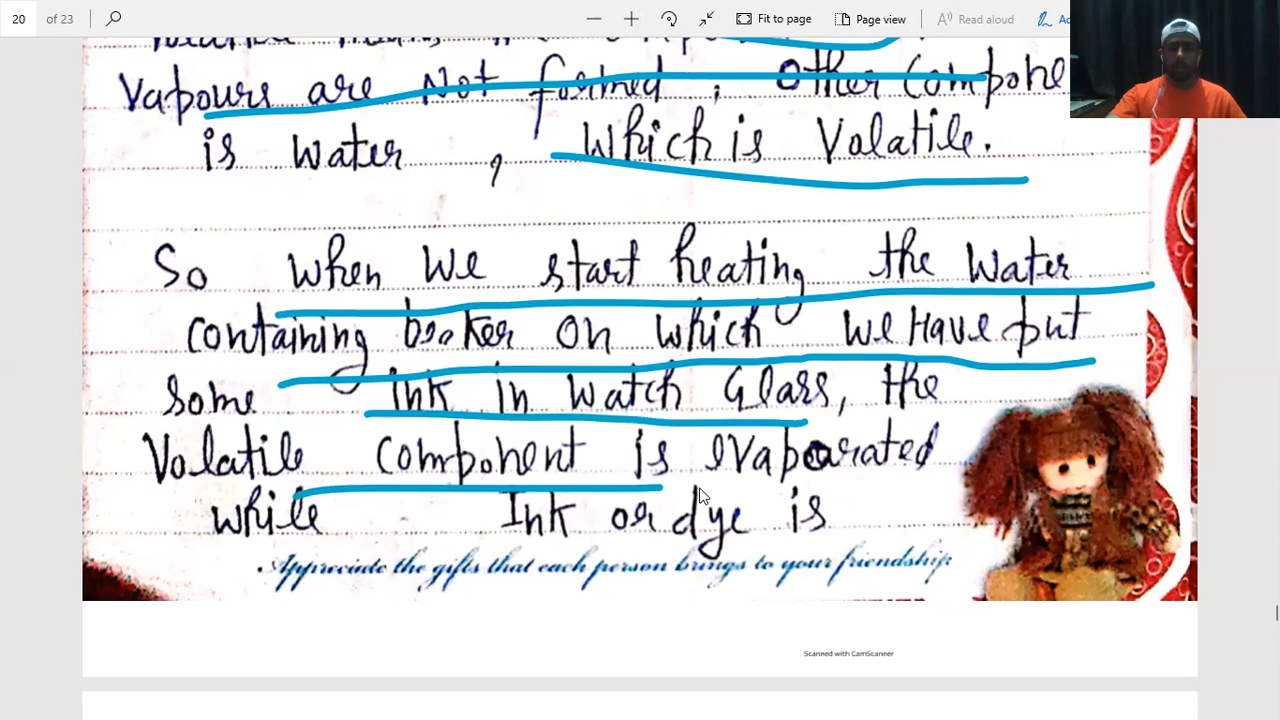 20 of 23 Fit to page Page view Read aloud
Vapours are Not formed ; Other Compone
is water , Which is Volatile.
So when we start heating the Water
containing beaker on which we Have put
some Ink in watch Glass, the
Volatile component is evaporated
while Ink or dye is
Appreciate the gifts that each person brings to your friendship
Scanned with CamScanner